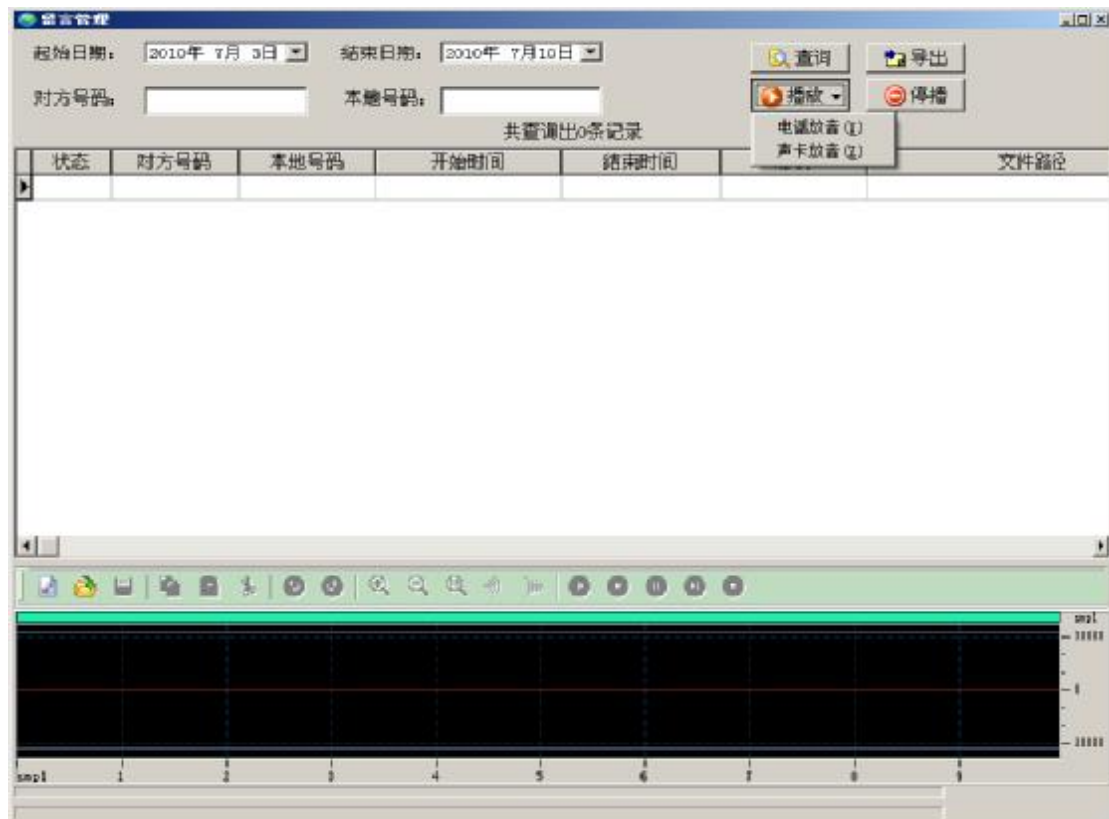 留言管理
起始日期: 2010年 7月 3日 结束日期: 2010年 7月10日 查询 导出
对方号码: 本地号码: 播放 停播
共查询出0条记录
电话放音(T)
声卡放音(Z)
状态 对方号码 本地号码 开始时间 结束时间 文件路径
smpl
0
smpl 1 2 3 4 5 6 7 8 9